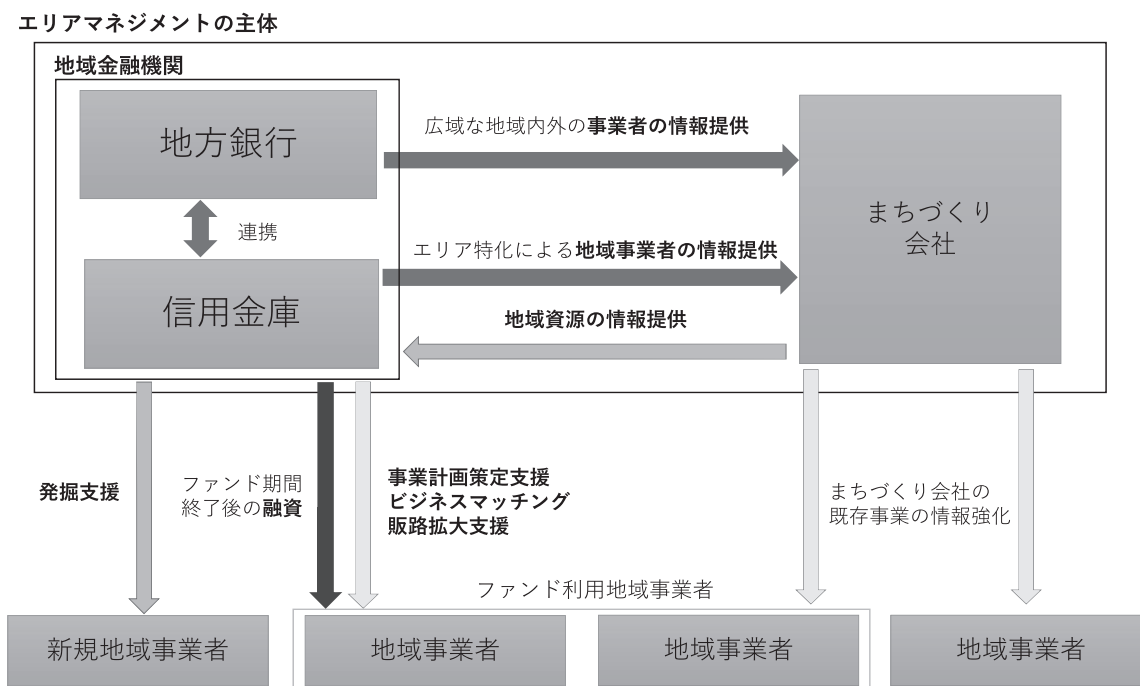 エリアマネジメントの主体
地域金融機関
地方銀行
広域な地域内外の事業者の情報提供
まちづくり
会社
連携
エリア特化による地域事業者の情報提供
信用金庫
地域資源の情報提供
発掘支援
ファンド期間
終了後の融資
事業計画策定支援
ビジネスマッチング
販路拡大支援
まちづくり会社の
既存事業の情報強化
ファンド利用地域事業者
新規地域事業者
地域事業者
地域事業者
地域事業者